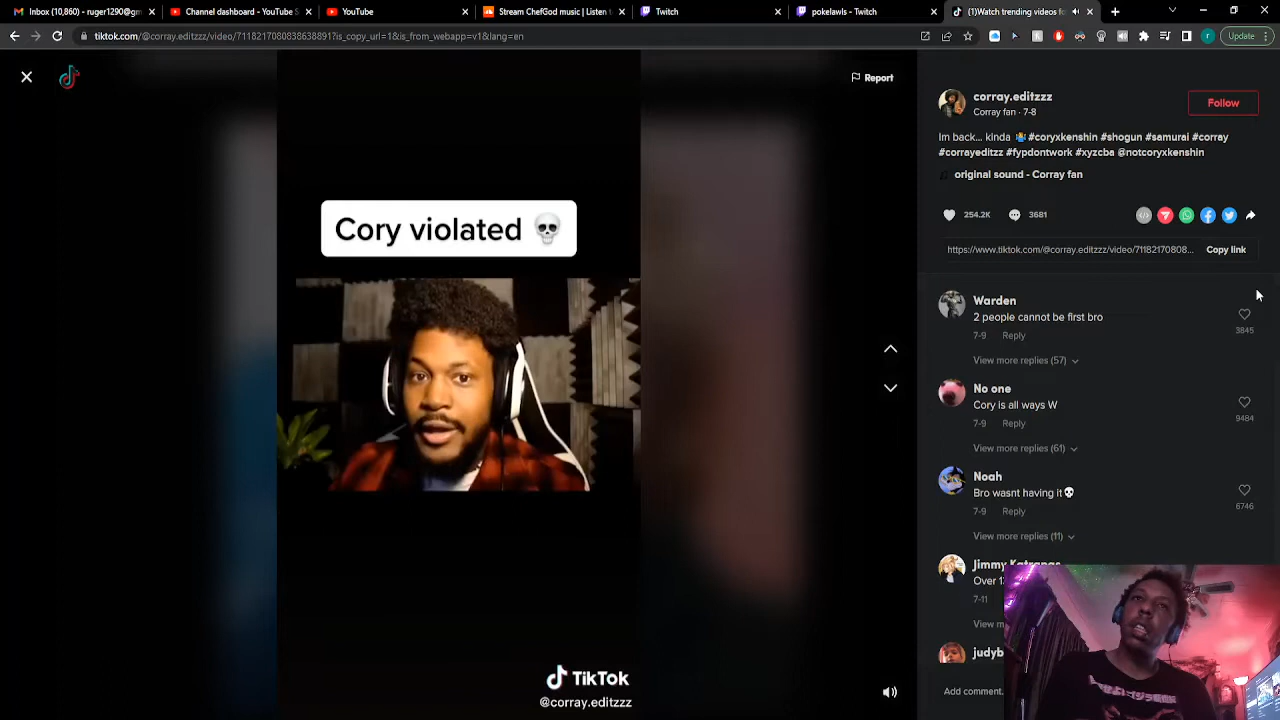 Inbox (10,860) - ruger1290@gm
Channel dashboard - YouTube S
YouTube
Stream ChefGod music | Listen t
Twitch
pokelawls - Twitch
(1)Watch trending videos fo
tiktok.com/@corray.editzzz/video/7118217080838638891?is_copy_url=1&is_from_webapp=v1&lang=en
r
Update
Report
Cory violated 💀
TikTok
@corray.editzzz
corray.editzzz
Corray fan · 7-8
Follow
Im back... kinda 🤷‍♂️#coryxkenshin #shogun #samurai #corray
#corrayeditz #fypdontwork #xyzcba @notcoryxkenshin
original sound - Corray fan
254.2K
3681
https://www.tiktok.com/@corray.editzzz/video/71182170808...
Copy link
Warden
2 people cannot be first bro
7-9 Reply
3845
View more replies (57)
No one
Cory is all ways W
7-9 Reply
9484
View more replies (61)
Noah
Bro wasnt having it💀
7-9 Reply
6746
View more replies (11)
Jimmy
Over 1
7-11
View m
judyb
Add comment.